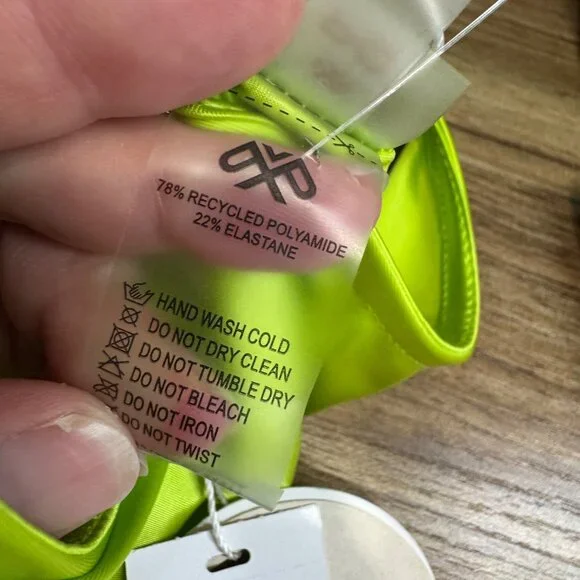 78% RECYCLED POLYAMIDE
22% ELASTANE
HAND WASH COLD
DO NOT DRY CLEAN
DO NOT TUMBLE DRY
DO NOT BLEACH
DO NOT IRON
DO NOT TWIST